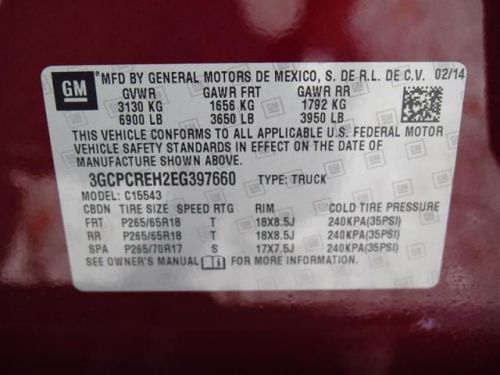 GM
*MFD BY GENERAL MOTORS DE MEXICO, S. DE R.L. DE C.V. 02/14
GVWR GAWR FRT GAWR RR
3130 KG 1656 KG 1792 KG
6900 LB 3650 LB 3950 LB
THIS VEHICLE CONFORMS TO ALL APPLICABLE U.S. FEDERAL MOTOR
VEHICLE SAFETY STANDARDS IN EFFECT ON THE DATE OF
MANUFACTURE SHOWN ABOVE.
3GCPCREH2EG397660 TYPE: TRUCK
MODEL: C15543
CBDN TIRE SIZE SPEED RTG RIM COLD TIRE PRESSURE
FRT P265/65R18 T 18X8.5J 240KPA(35PSI)
RR P265/65R18 T 18X8.5J 240KPA(35PSI)
SPA P265/70R17 S 17X7.5J 240KPA(35PSI)
SEE OWNER'S MANUAL FOR MORE INFORMATION